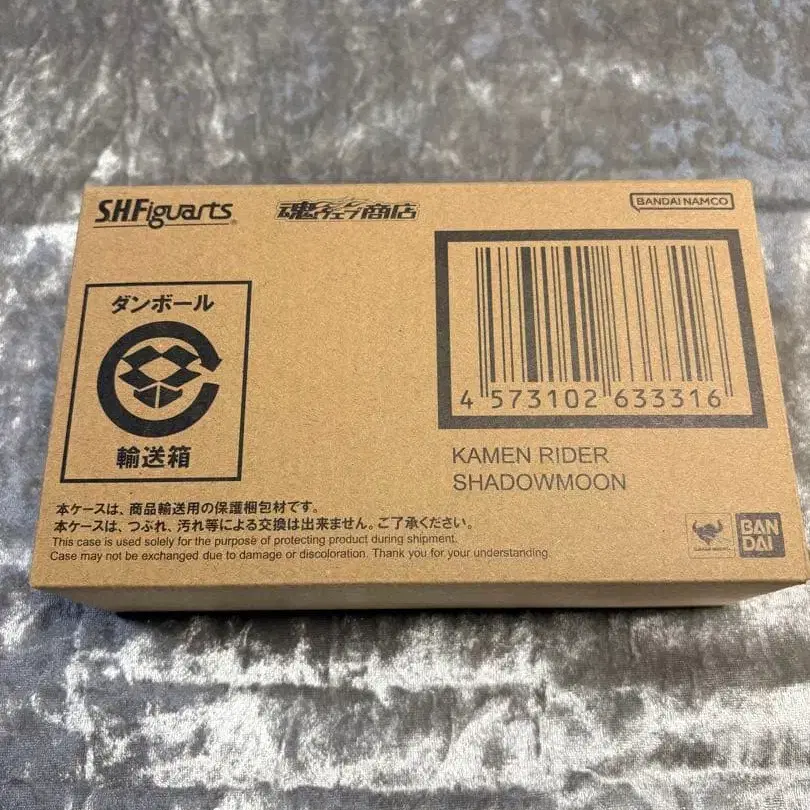 S.H.Figuarts
魂ウェブ商店
BANDAI NAMCO
ダンボール
輸送箱
4 573102 633316
KAMEN RIDER
SHADOWMOON
本ケースは、商品輸送用の保護梱包材です。
本ケースは、つぶれ、汚れ等による交換は出来ません。ご了承ください。
This case is used solely for the purpose of protecting product during shipment.
Case may not be exchanged due to damage or discoloration. Thank you for your understanding.
BAN
DAI